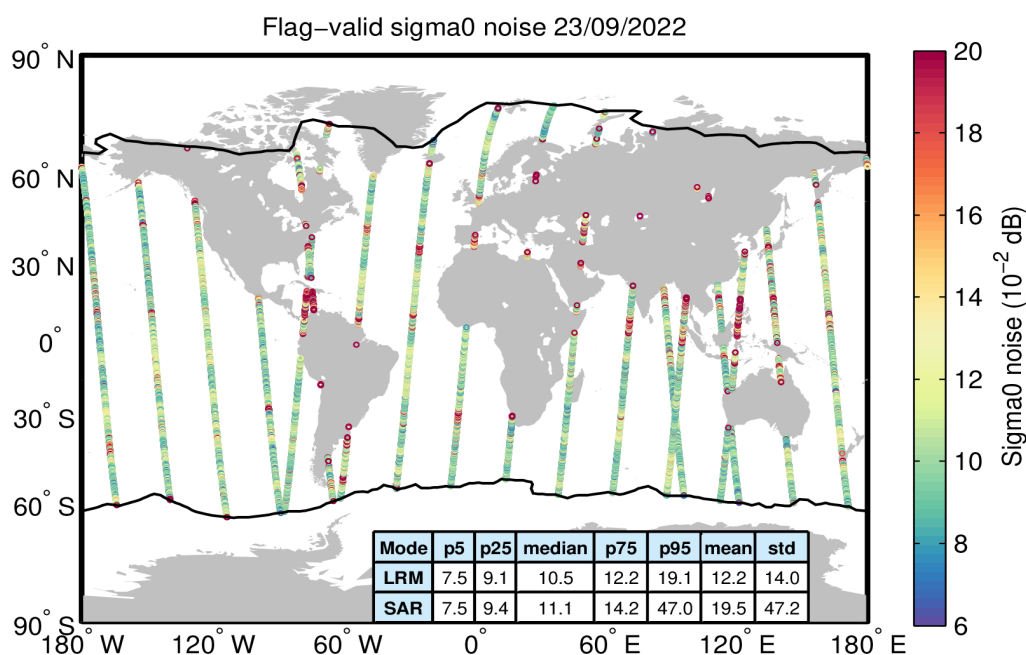 Flag−valid sigma0 noise 23/09/2022
90° N
60° N
30° N
0°
30° S
60° S
90° S
180° W
120° W
60° W
0°
60° E
120° E
180° E
Mode p5 p25 median p75 p95 mean std
LRM 7.5 9.1 10.5 12.2 19.1 12.2 14.0
SAR 7.5 9.4 11.1 14.2 47.0 19.5 47.2
20
18
16
14
12
10
8
6
Sigma0 noise (10⁻² dB)